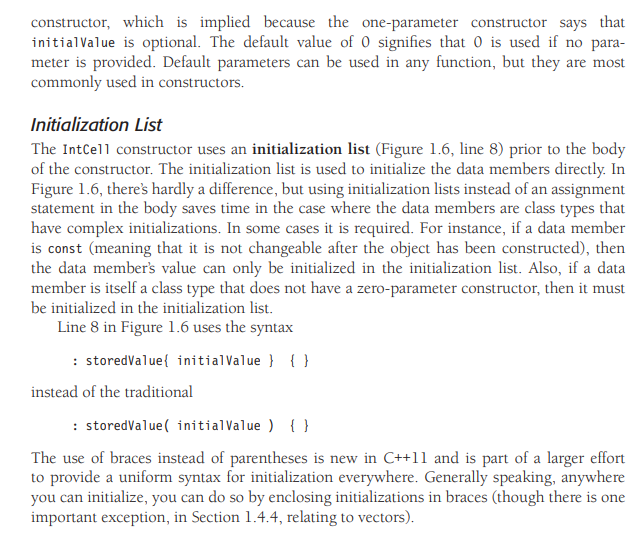 constructor, which is implied because the one-parameter constructor says that
initialValue is optional. The default value of 0 signifies that 0 is used if no para-
meter is provided. Default parameters can be used in any function, but they are most
commonly used in constructors.
Initialization List
The IntCell constructor uses an initialization list (Figure 1.6, line 8) prior to the body
of the constructor. The initialization list is used to initialize the data members directly. In
Figure 1.6, there's hardly a difference, but using initialization lists instead of an assignment
statement in the body saves time in the case where the data members are class types that
have complex initializations. In some cases it is required. For instance, if a data member
is const (meaning that it is not changeable after the object has been constructed), then
the data member's value can only be initialized in the initialization list. Also, if a data
member is itself a class type that does not have a zero-parameter constructor, then it must
be initialized in the initialization list.
Line 8 in Figure 1.6 uses the syntax
: storedValue{ initialValue } { }
instead of the traditional
: storedValue( initialValue ) { }
The use of braces instead of parentheses is new in C++11 and is part of a larger effort
to provide a uniform syntax for initialization everywhere. Generally speaking, anywhere
you can initialize, you can do so by enclosing initializations in braces (though there is one
important exception, in Section 1.4.4, relating to vectors).